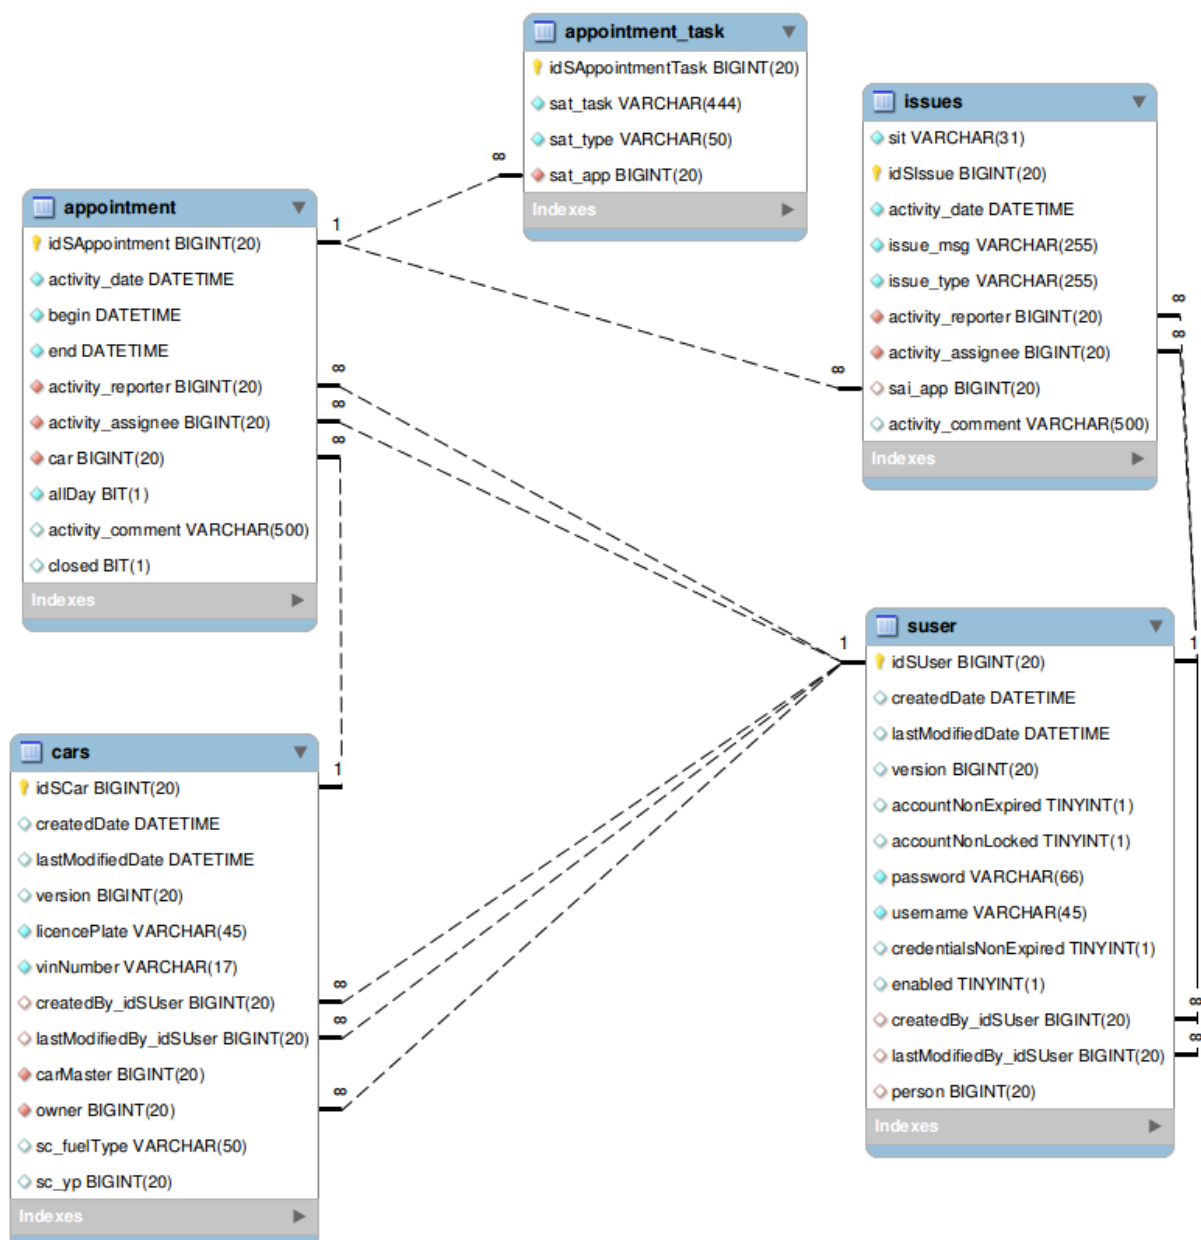 appointment_task
idSAppointmentTask BIGINT(20)
sat_task VARCHAR(444)
sat_type VARCHAR(50)
sat_app BIGINT(20)
Indexes
issues
sit VARCHAR(31)
idSIssue BIGINT(20)
activity_date DATETIME
issue_msg VARCHAR(255)
issue_type VARCHAR(255)
activity_reporter BIGINT(20)
activity_assignee BIGINT(20)
sai_app BIGINT(20)
activity_comment VARCHAR(500)
Indexes
appointment
idSAppointment BIGINT(20)
activity_date DATETIME
begin DATETIME
end DATETIME
activity_reporter BIGINT(20)
activity_assignee BIGINT(20)
car BIGINT(20)
allDay BIT(1)
activity_comment VARCHAR(500)
closed BIT(1)
Indexes
1
∞
∞
∞
∞
∞
∞
∞
1
cars
idSCar BIGINT(20)
createdDate DATETIME
lastModifiedDate DATETIME
version BIGINT(20)
licencePlate VARCHAR(45)
vinNumber VARCHAR(17)
createdBy_idSUser BIGINT(20)
lastModifiedBy_idSUser BIGINT(20)
carMaster BIGINT(20)
owner BIGINT(20)
sc_fuelType VARCHAR(50)
sc_yp BIGINT(20)
Indexes
∞
∞
∞
suser
idSUser BIGINT(20)
createdDate DATETIME
lastModifiedDate DATETIME
version BIGINT(20)
accountNonExpired TINYINT(1)
accountNonLocked TINYINT(1)
password VARCHAR(66)
username VARCHAR(45)
credentialsNonExpired TINYINT(1)
enabled TINYINT(1)
createdBy_idSUser BIGINT(20)
lastModifiedBy_idSUser BIGINT(20)
person BIGINT(20)
Indexes
1
1
∞
∞